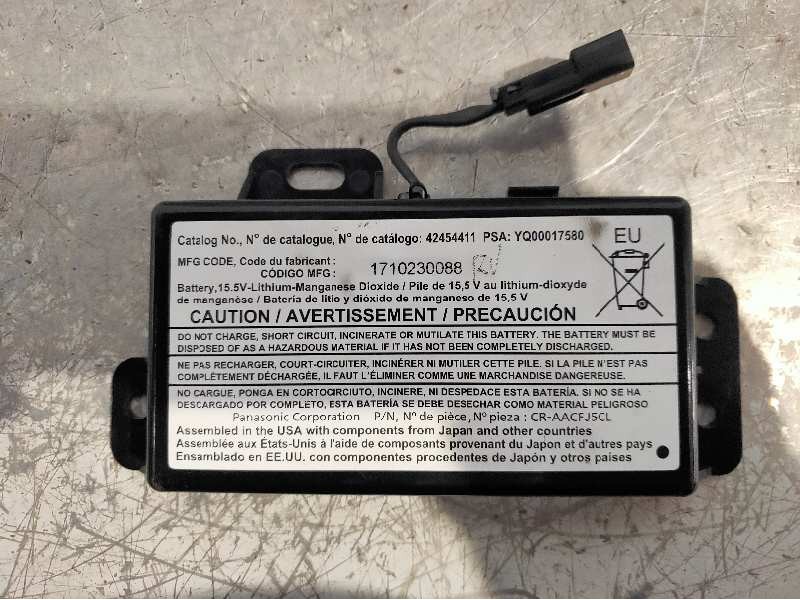 Catalog No., N° de catalogue, N° de catálogo: 42454411 PSA: YQ00017580
EU
MFG CODE, Code du fabricant :
CÓDIGO MFG : 1710230088 RV
Battery,15.5V-Lithium-Manganese Dioxide / Pile de 15,5 V au lithium-dioxyde
de manganèse / Batería de litio y dióxido de manganeso de 15,5 V
CAUTION / AVERTISSEMENT / PRECAUCIÓN
DO NOT CHARGE, SHORT CIRCUIT, INCINERATE OR MUTILATE THIS BATTERY. THE BATTERY MUST BE
DISPOSED OF AS HAZARDOUS MATERIAL IF IT HAS NOT BEEN COMPLETELY DISCHARGED.
NE PAS RECHARGER, COURT-CIRCUITER, INCINÉRER NI MUTILER CETTE PILE. SI LA PILE N'EST PAS
COMPLÈTEMENT DÉCHARGÉE, IL FAUT L'ÉLIMINER COMME UNE MARCHANDISE DANGEREUSE.
NO CARGUE, PONGA EN CORTOCIRCUITO, INCINERE, NI DESPEDACE ESTA BATERÍA. SI NO SE HA
DESCARGADO POR COMPLETO, ESTA BATERÍA SE DEBE DESECHAR COMO MATERIAL PELIGROSO
Panasonic Corporation P/N, N° de pièce, N° pieza : CR-AACFJ5CL
Assembled in the USA with components from Japan and other countries
Assemblée aux États-Unis à l'aide de composants provenant du Japon et d'autres pays
Ensamblado en EE.UU. con componentes procedentes de Japón y otros países